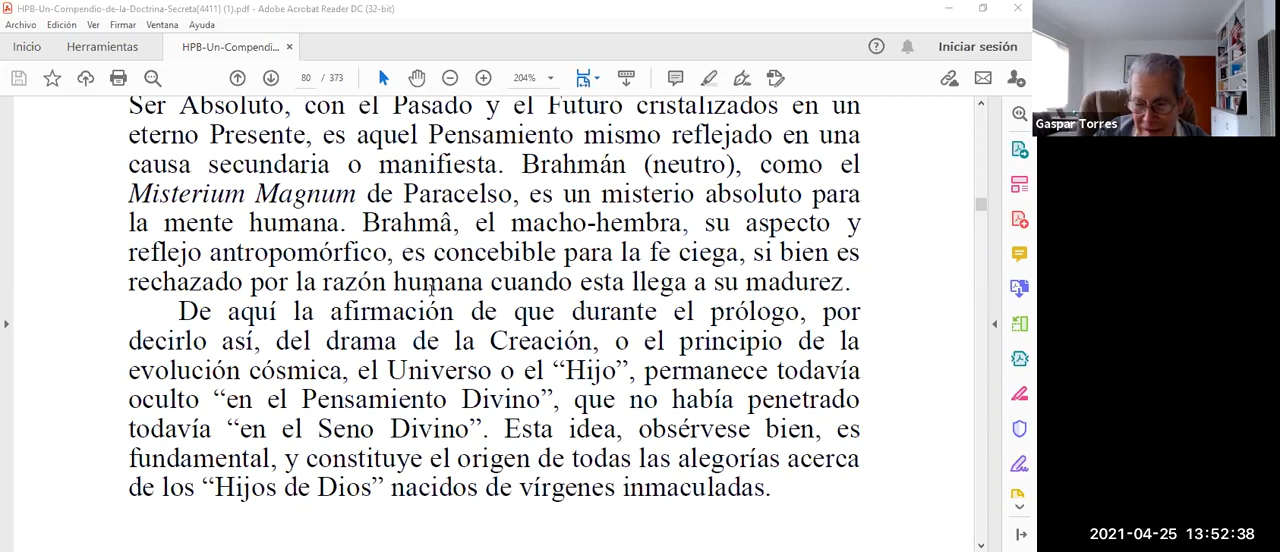 HPB-Un-Compendio-de-la-Doctrina-Secreta[4411] (1).pdf - Adobe Acrobat Reader DC (32-bit)
Archivo Edición Ver Firmar Ventana Ayuda
Inicio Herramientas HPB-Un-Compendi... × Iniciar sesión
80 / 373 204%
Ser Absoluto, con el Pasado y el Futuro cristalizados en un
eterno Presente, es aquel Pensamiento mismo reflejado en una
causa secundaria o manifiesta. Brahmán (neutro), como el
Misterium Magnum de Paracelso, es un misterio absoluto para
la mente humana. Brahmâ, el macho-hembra, su aspecto y
reflejo antropomórfico, es concebible para la fe ciega, si bien es
rechazado por la razón humana cuando esta llega a su madurez.
De aquí la afirmación de que durante el prólogo, por
decirlo así, del drama de la Creación, o el principio de la
evolución cósmica, el Universo o el “Hijo”, permanece todavía
oculto “en el Pensamiento Divino”, que no había penetrado
todavía “en el Seno Divino”. Esta idea, obsérvese bien, es
fundamental, y constituye el origen de todas las alegorías acerca
de los “Hijos de Dios” nacidos de vírgenes inmaculadas.
Gaspar Torres
2021-04-25 13:52:38